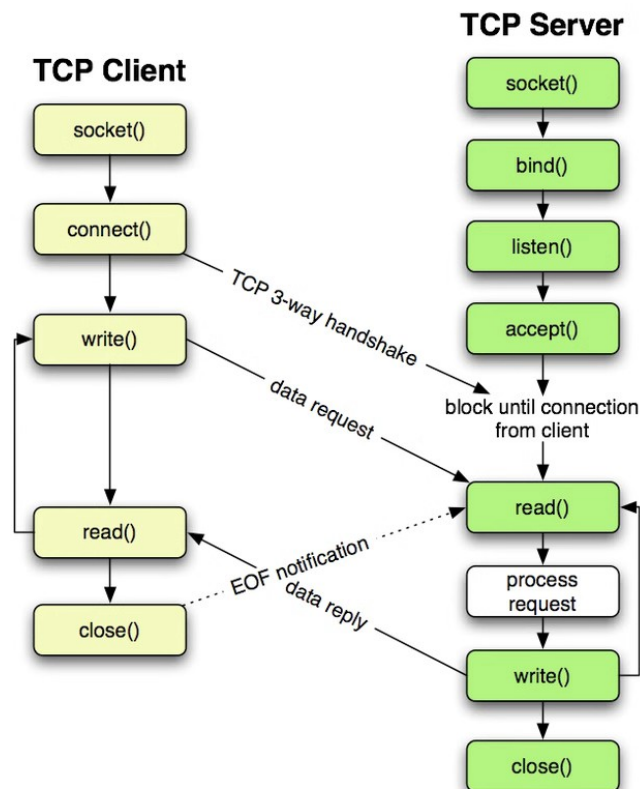 TCP Client
socket()
connect()
write()
read()
close()
TCP 3-way handshake
data request
EOF notification
data reply
TCP Server
socket()
bind()
listen()
accept()
block until connection
from client
read()
process
request
write()
close()